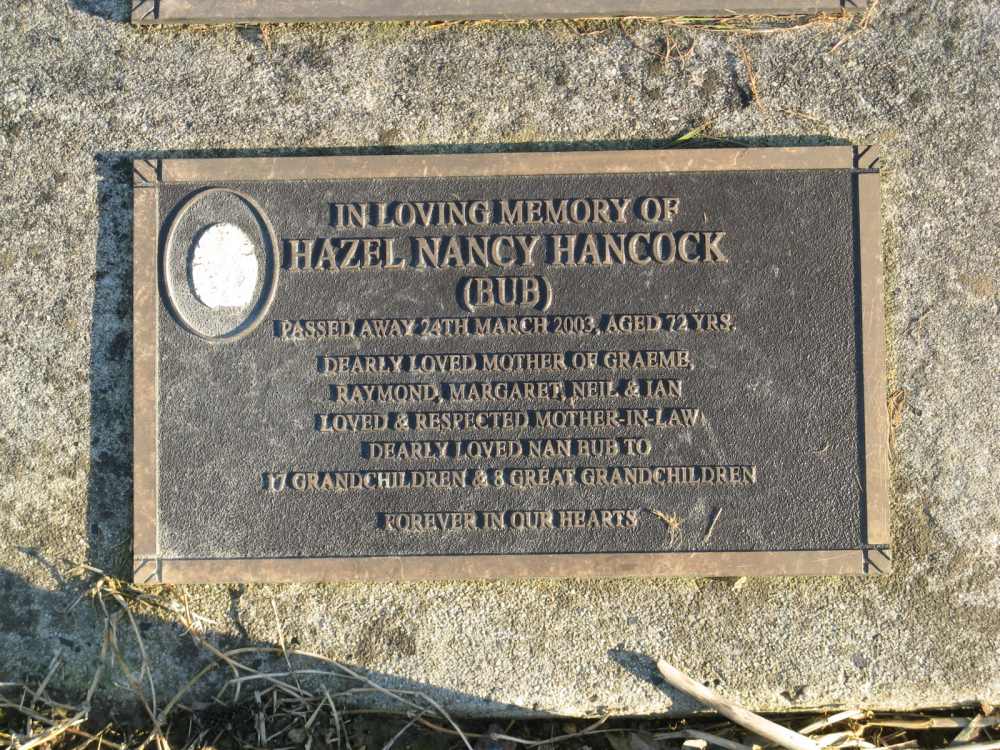 IN LOVING MEMORY OF
HAZEL NANCY HANCOCK
(BUB)
PASSED AWAY 24TH MARCH 2003, AGED 72 YRS.
DEARLY LOVED MOTHER OF GRAEME,
RAYMOND, MARGARET, NEIL & IAN
LOVED & RESPECTED MOTHER-IN-LAW
DEARLY LOVED NAN BUB TO
17 GRANDCHILDREN & 8 GREAT GRANDCHILDREN
FOREVER IN OUR HEARTS